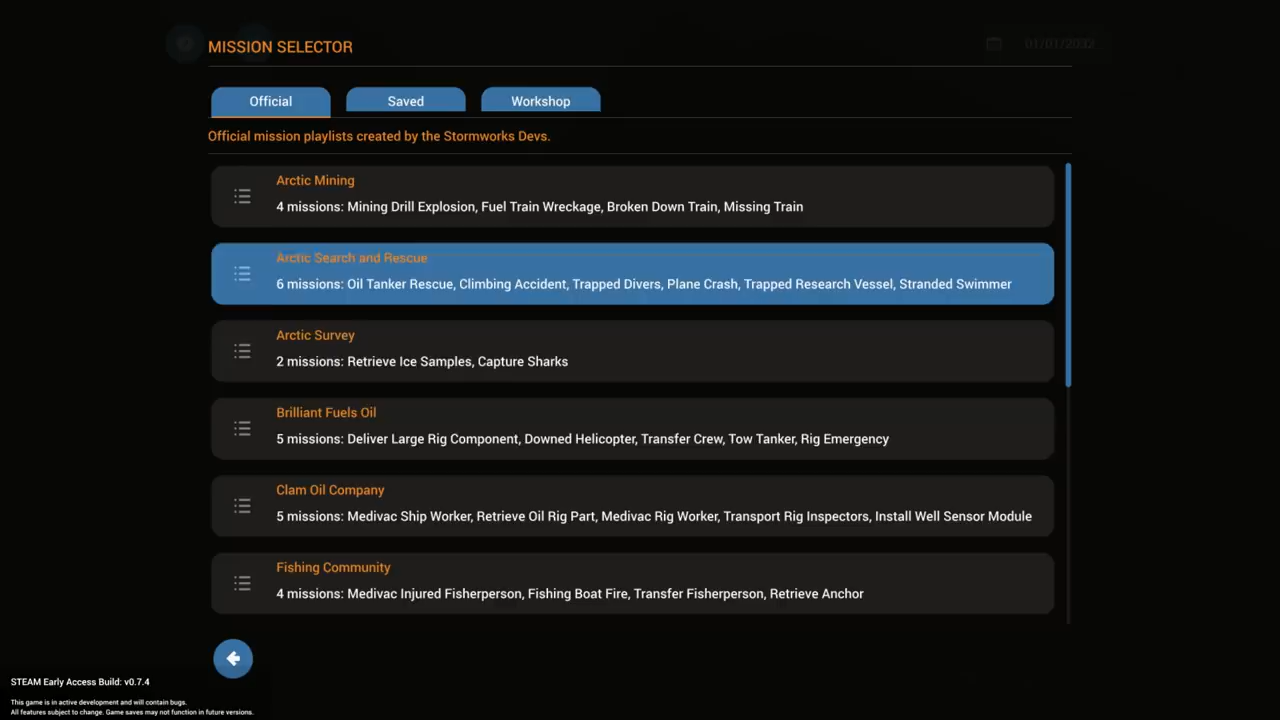 MISSION SELECTOR
01/01/2032
Official
Saved
Workshop
Official mission playlists created by the Stormworks Devs.
Arctic Mining
4 missions: Mining Drill Explosion, Fuel Train Wreckage, Broken Down Train, Missing Train
Arctic Search and Rescue
6 missions: Oil Tanker Rescue, Climbing Accident, Trapped Divers, Plane Crash, Trapped Research Vessel, Stranded Swimmer
Arctic Survey
2 missions: Retrieve Ice Samples, Capture Sharks
Brilliant Fuels Oil
5 missions: Deliver Large Rig Component, Downed Helicopter, Transfer Crew, Tow Tanker, Rig Emergency
Clam Oil Company
5 missions: Medivac Ship Worker, Retrieve Oil Rig Part, Medivac Rig Worker, Transport Rig Inspectors, Install Well Sensor Module
Fishing Community
4 missions: Medivac Injured Fisherperson, Fishing Boat Fire, Transfer Fisherperson, Retrieve Anchor
STEAM Early Access Build: v0.7.4
This game is in active development and will contain bugs.
All features subject to change. Game saves may not function in future versions.